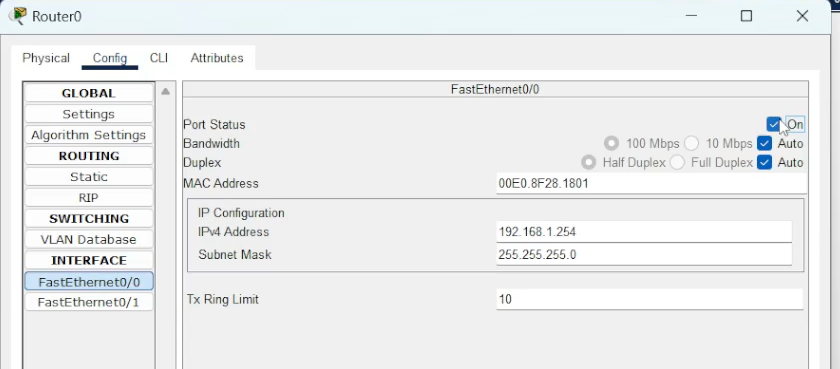 Router0
Physical Config CLI Attributes
GLOBAL
Settings
Algorithm Settings
ROUTING
Static
RIP
SWITCHING
VLAN Database
INTERFACE
FastEthernet0/0
FastEthernet0/1
FastEthernet0/0
Port Status On
Bandwidth 100 Mbps 10 Mbps Auto
Duplex Half Duplex Full Duplex Auto
MAC Address 00E0.8F28.1801
IP Configuration
IPv4 Address 192.168.1.254
Subnet Mask 255.255.255.0
Tx Ring Limit 10